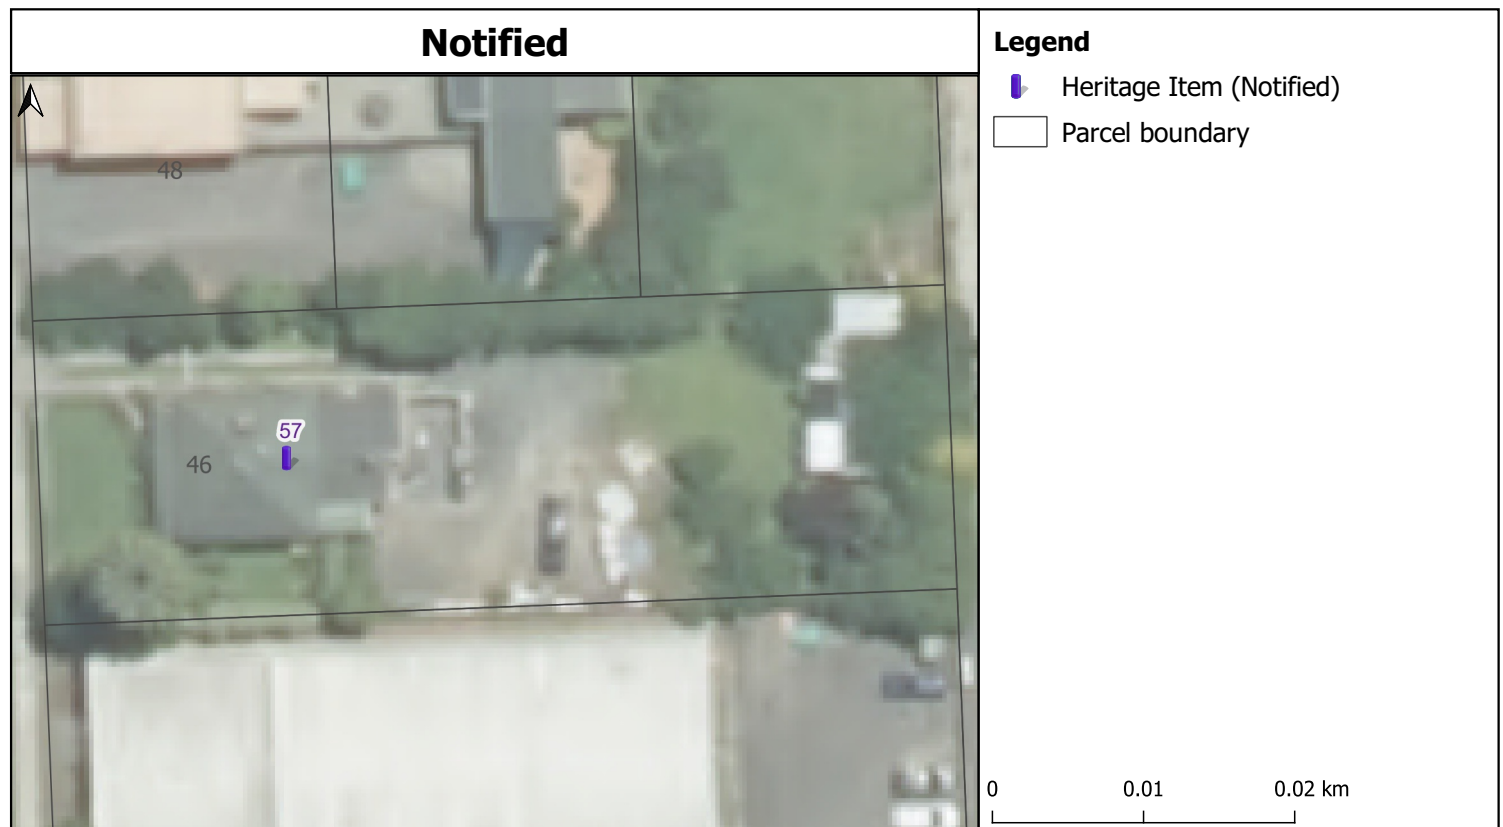 Notified
Legend
Heritage Item (Notified)
Parcel boundary
48
57
46
0 0.01 0.02 km